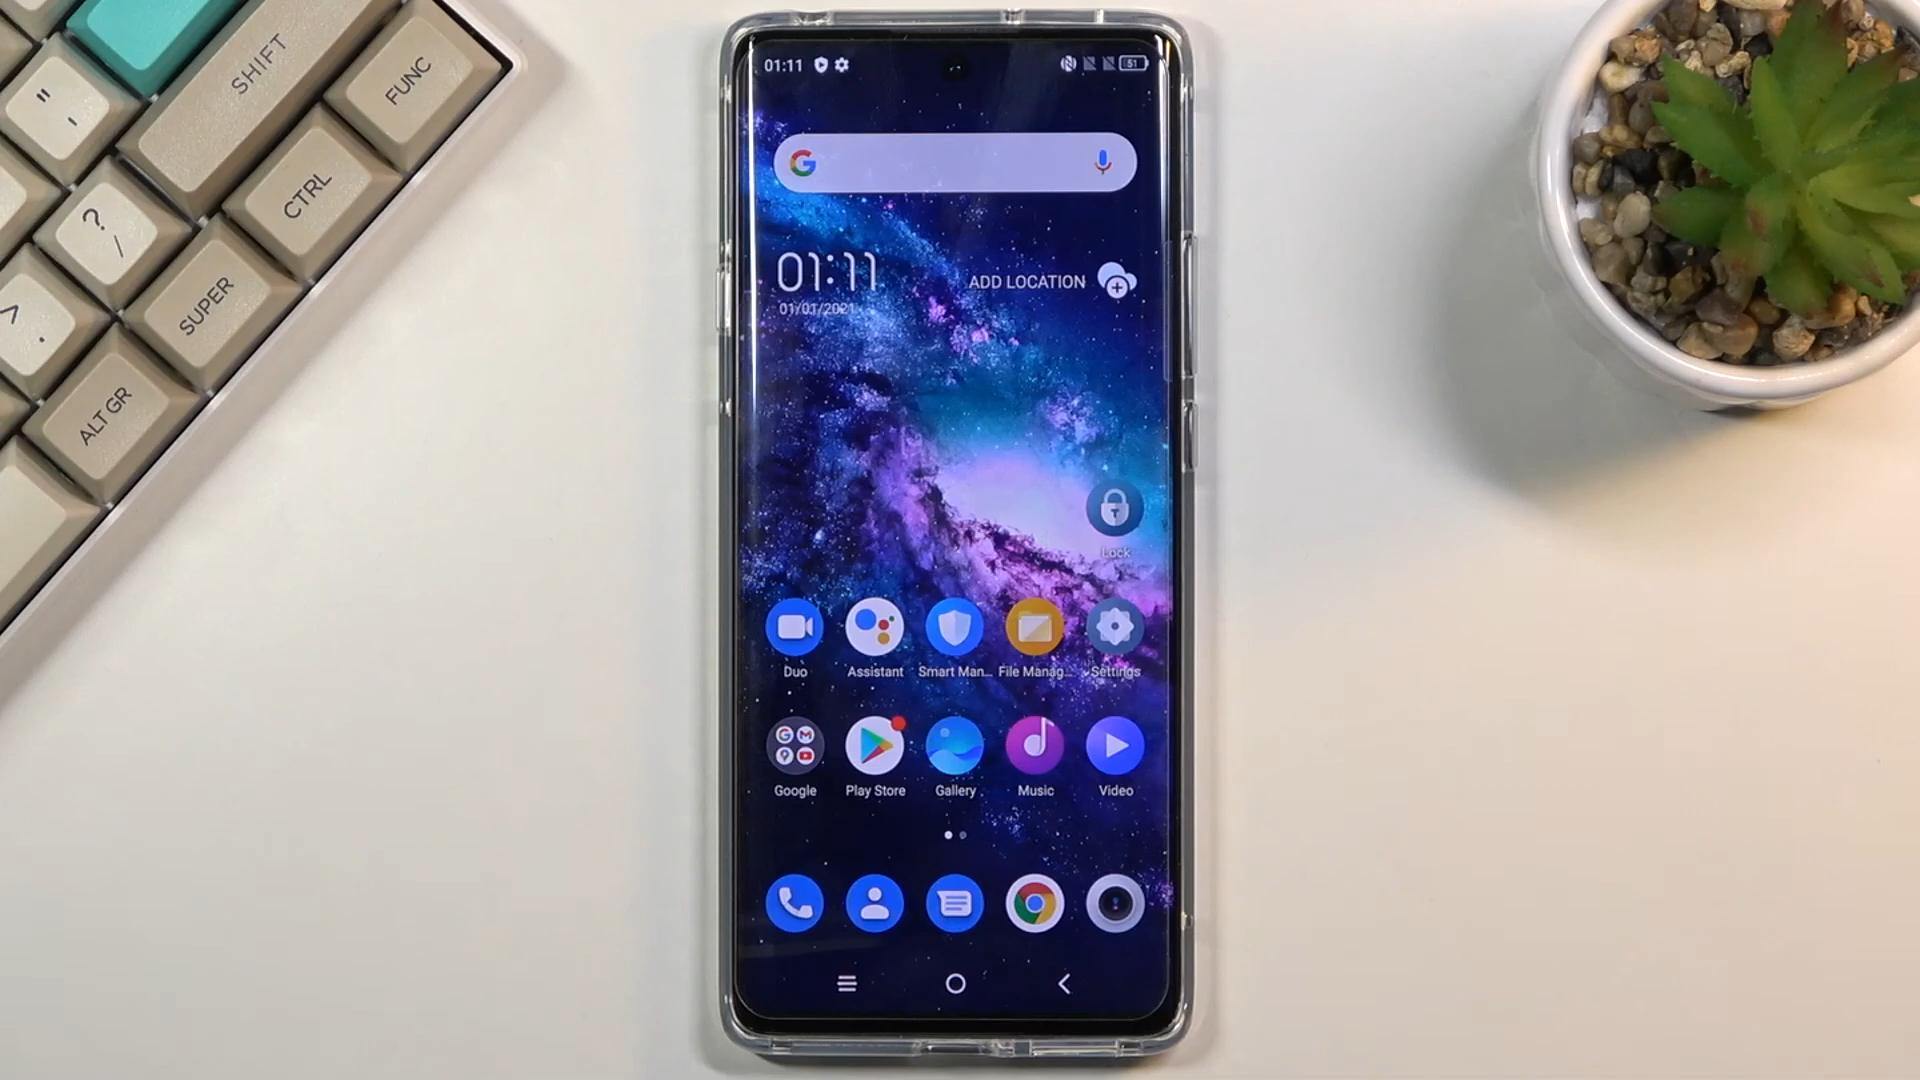 SHIFT
FUNC
"
'
CTRL
?
/
SUPER
>
.
ALT GR
01:11
51
01:11
01/01/2021
ADD LOCATION
Lock
Duo
Assistant
Smart Man...
File Manag...
Settings
Google
Play Store
Gallery
Music
Video